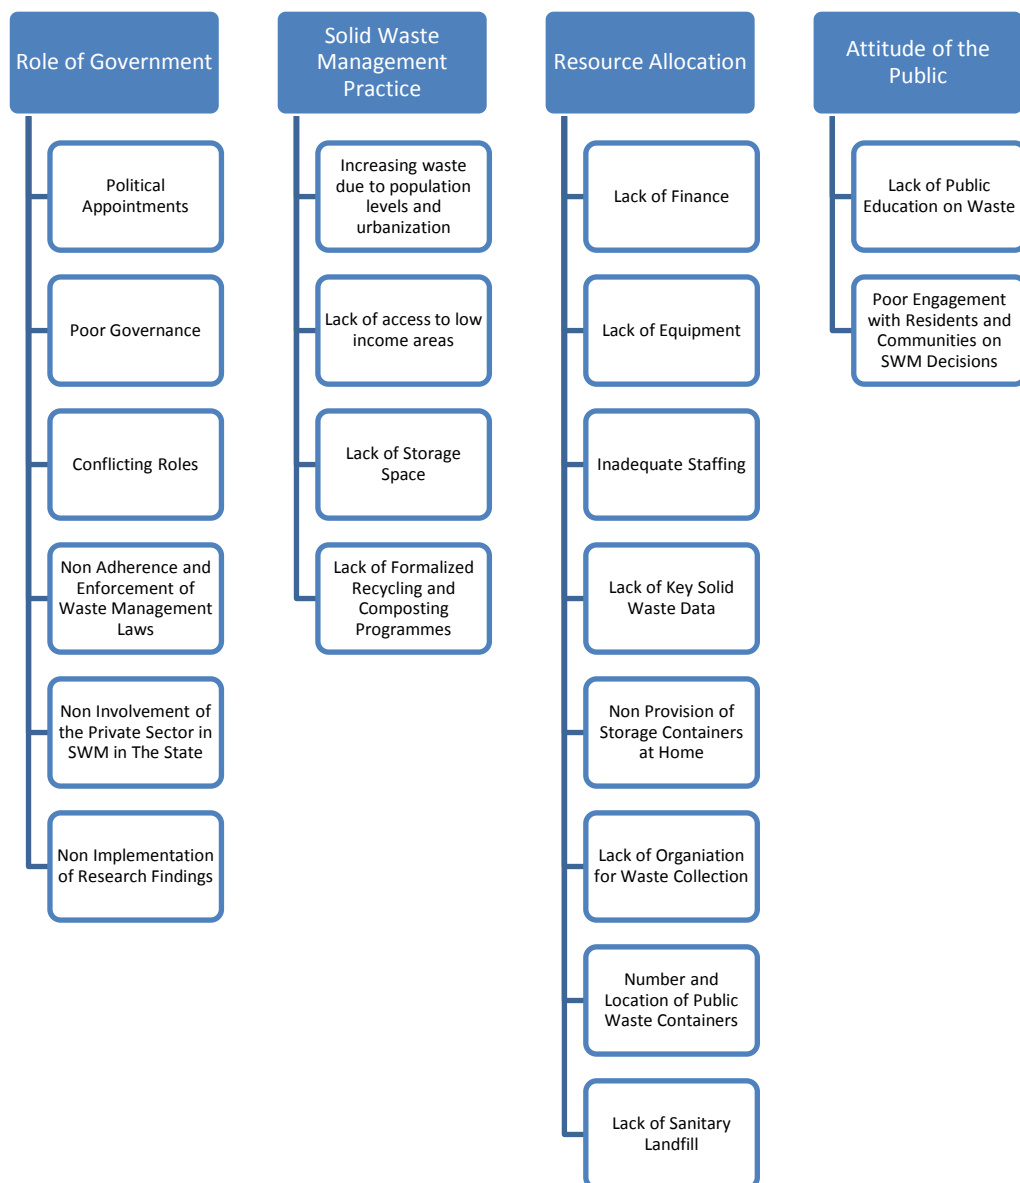 Role of Government
Political
Appointments
Poor Governance
Conflicting Roles
Non Adherence and
Enforcement of
Waste Management
Laws
Non Involvement of
the Private Sector in
SWM in The State
Non Implementation
of Research Findings
Solid Waste
Management
Practice
Increasing waste
due to population
levels and
urbanization
Lack of access to low
income areas
Lack of Storage
Space
Lack of Formalized
Recycling and
Composting
Programmes
Resource Allocation
Lack of Finance
Lack of Equipment
Inadequate Staffing
Lack of Key Solid
Waste Data
Non Provision of
Storage Containers
at Home
Lack of Organiation
for Waste Collection
Number and
Location of Public
Waste Containers
Lack of Sanitary
Landfill
Attitude of the
Public
Lack of Public
Education on Waste
Poor Engagement
with Residents and
Communities on
SWM Decisions